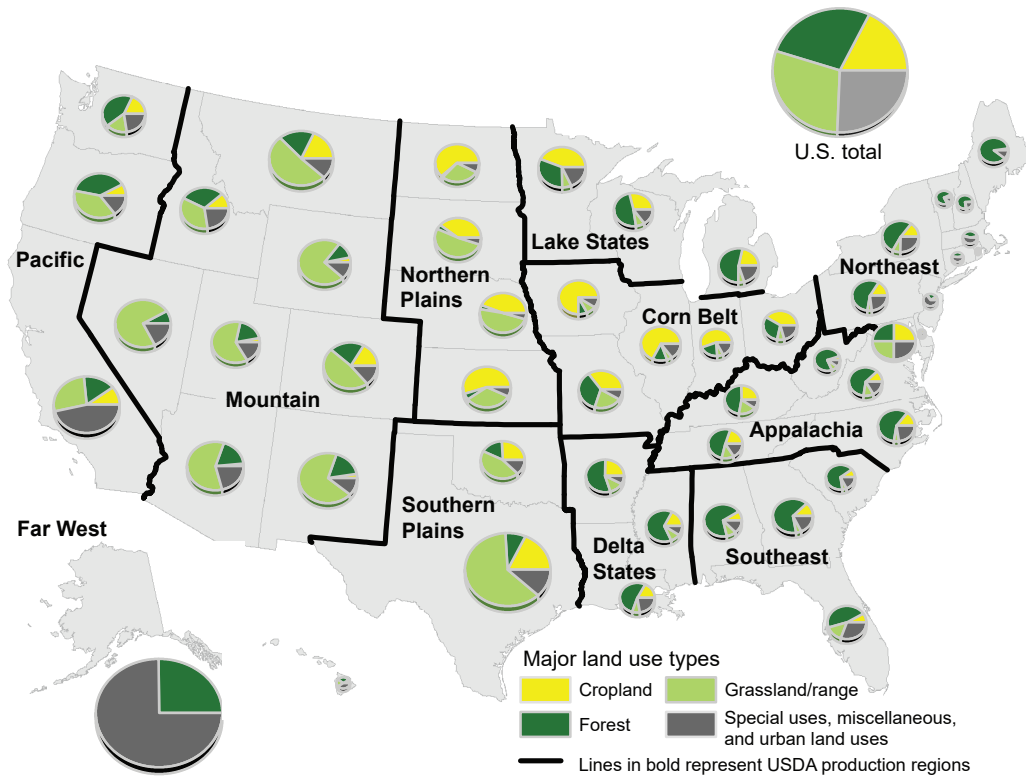 U.S. total
Pacific
Lake States
Northern
Plains
Northeast
Corn Belt
Mountain
Appalachia
Southern
Plains
Far West
Delta
States
Southeast
Major land use types
Cropland
Grassland/range
Forest
Special uses, miscellaneous,
and urban land uses
Lines in bold represent USDA production regions